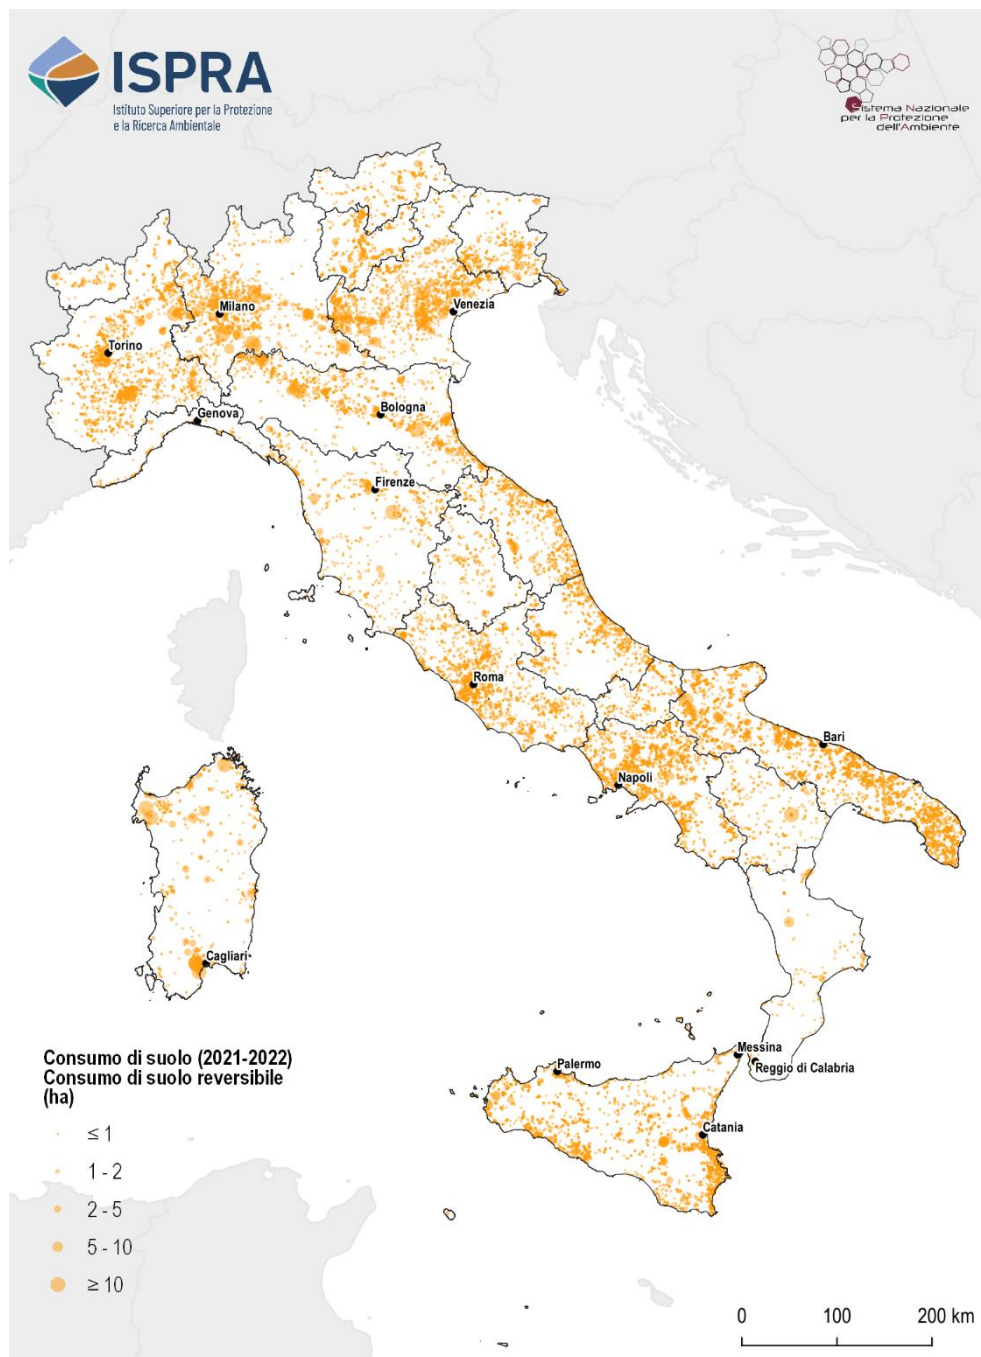 ISPRA
Istituto Superiore per la Protezione
e la Ricerca Ambientale
Sistema Nazionale
per la Protezione
dell'Ambiente
Milano
Venezia
Torino
Bologna
Genova
Firenze
Roma
Bari
Napoli
Cagliari
Messina
Palermo
Reggio di Calabria
Catania
Consumo di suolo (2021-2022)
Consumo di suolo reversibile
(ha)
≤ 1
1 - 2
2 - 5
5 - 10
≥ 10
0 100 200 km